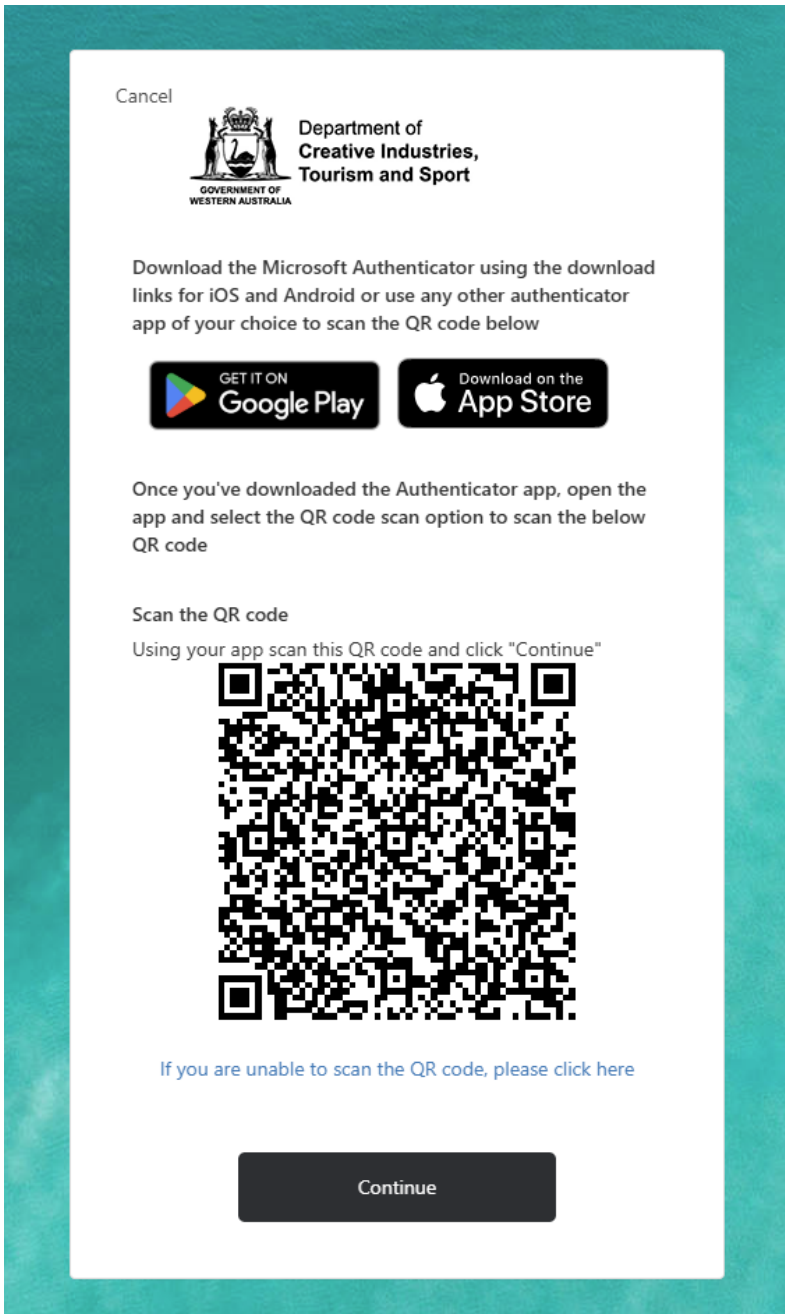 Cancel
Department of
Creative Industries,
Tourism and Sport
GOVERNMENT OF
WESTERN AUSTRALIA
Download the Microsoft Authenticator using the download
links for iOS and Android or use any other authenticator
app of your choice to scan the QR code below
GET IT ON
Google Play
Download on the
App Store
Once you've downloaded the Authenticator app, open the
app and select the QR code scan option to scan the below
QR code
Scan the QR code
Using your app scan this QR code and click "Continue"
If you are unable to scan the QR code, please click here
Continue